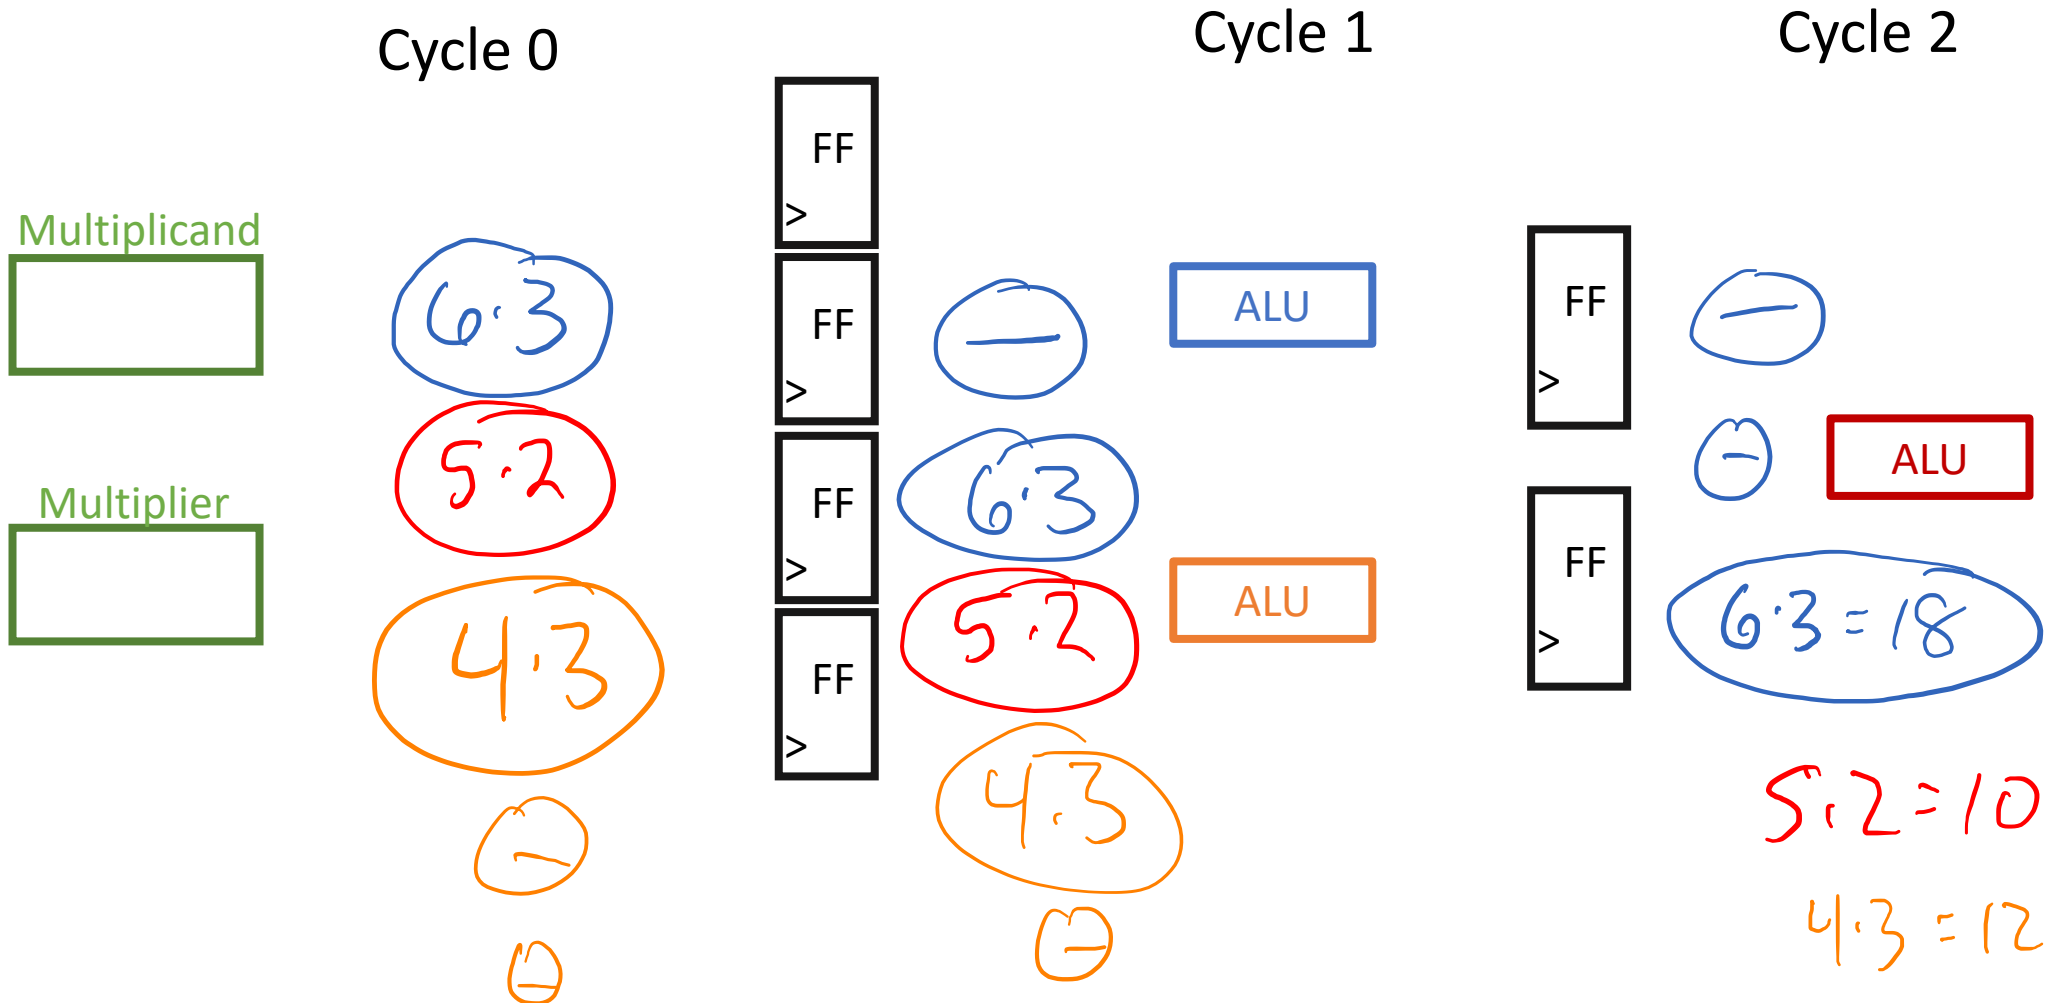 Cycle 0
Cycle 1
Cycle 2
Multiplicand
Multiplier
6·3
5·2
4·3
—
—
FF
>
FF
>
FF
>
FF
>
—
6·3
5·2
4·3
—
ALU
ALU
FF
>
FF
>
—
—
ALU
6·3 = 18
5·2 = 10
4·3 = 12